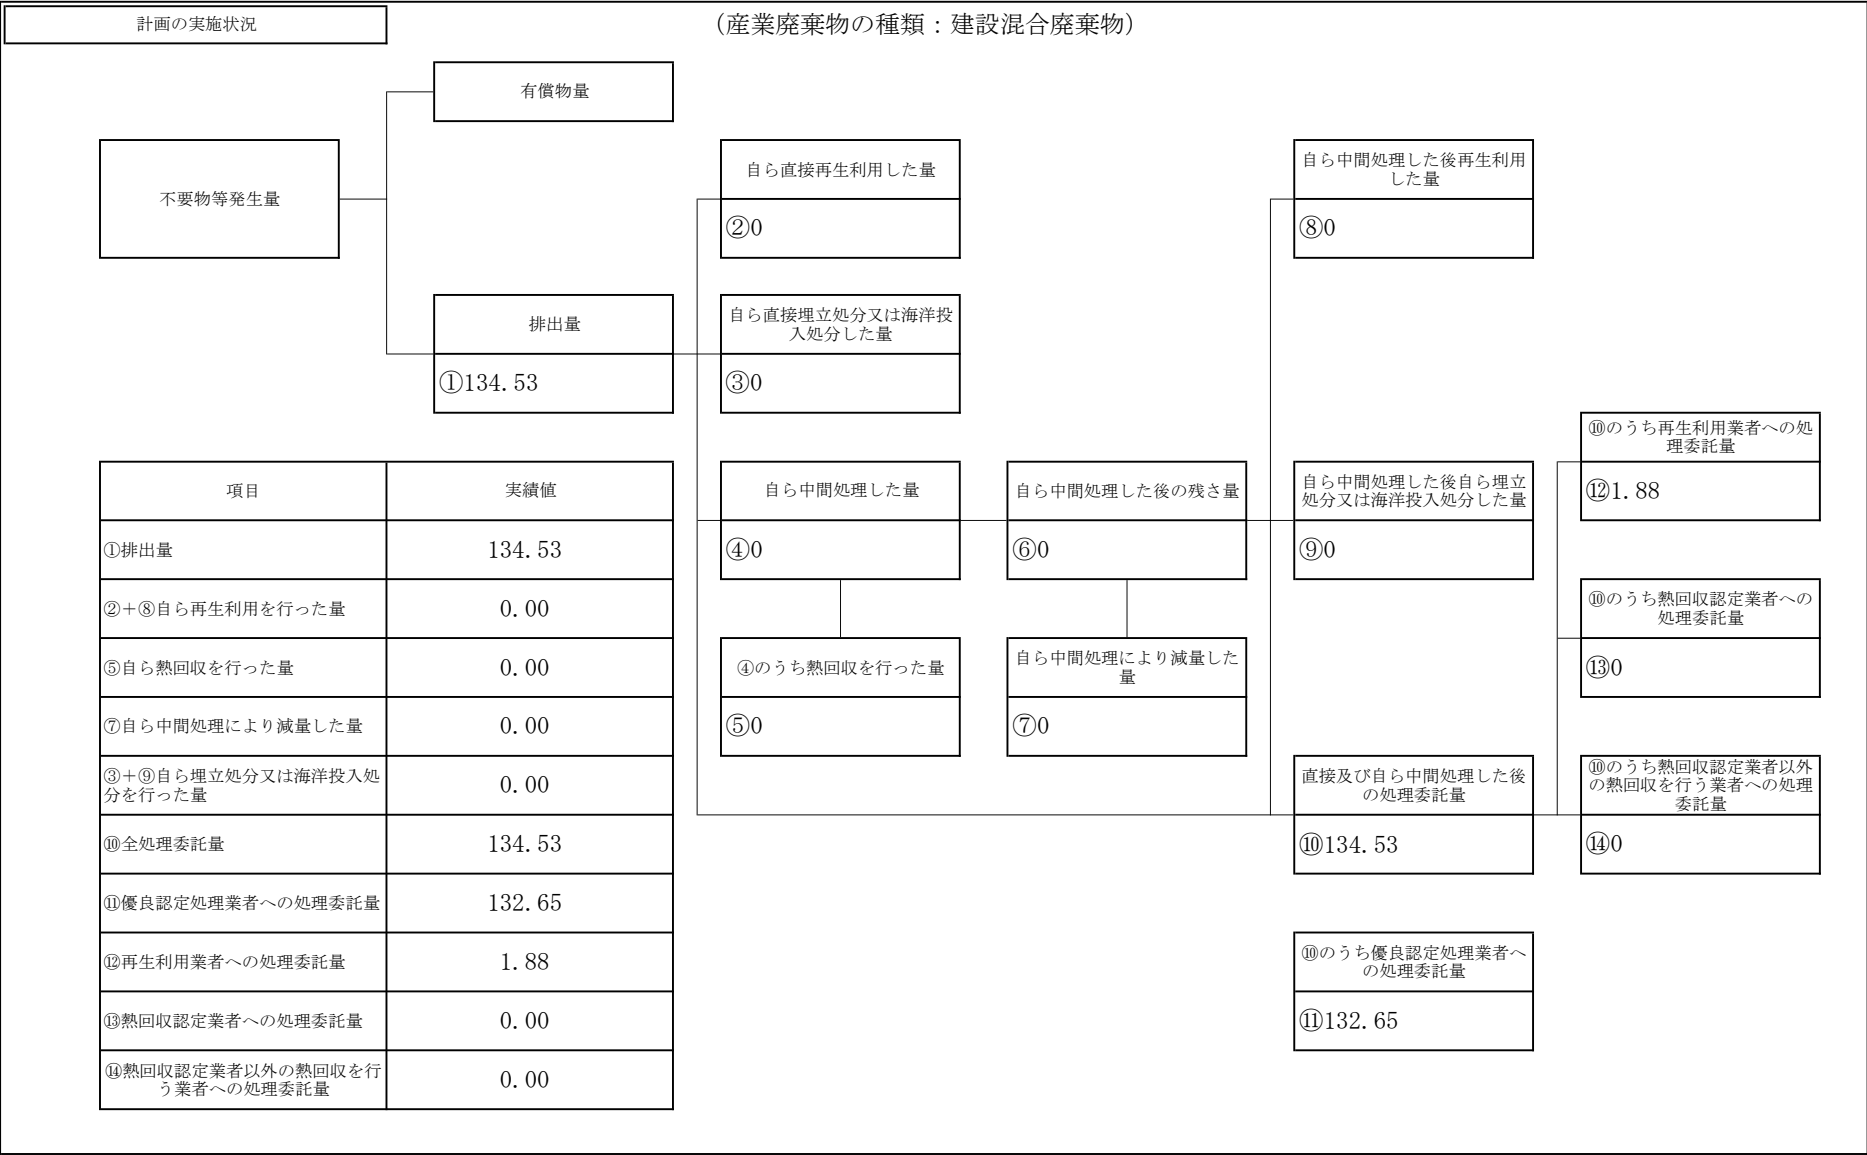 計画の実施状況
（産業廃棄物の種類：建設混合廃棄物）
有償物量
不要物等発生量
自ら直接再生利用した量
②0
自ら中間処理した後再生利用
した量
⑧0
排出量
①134.53
自ら直接埋立処分又は海洋投
入処分した量
③0
⑩のうち再生利用業者への処
理委託量
⑫1.88
項目
実績値
①排出量
134.53
②＋⑧自ら再生利用を行った量
0.00
⑤自ら熱回収を行った量
0.00
⑦自ら中間処理により減量した量
0.00
③＋⑨自ら埋立処分又は海洋投入処
分を行った量
0.00
⑩全処理委託量
134.53
⑪優良認定処理業者への処理委託量
132.65
⑫再生利用業者への処理委託量
1.88
⑬熱回収認定業者への処理委託量
0.00
⑭熱回収認定業者以外の熱回収を行
う業者への処理委託量
0.00
自ら中間処理した量
④0
自ら中間処理した後の残さ量
⑥0
自ら中間処理した後自ら埋立
処分又は海洋投入処分した量
⑨0
④のうち熱回収を行った量
⑤0
自ら中間処理により減量した
量
⑦0
⑩のうち熱回収認定業者への
処理委託量
⑬0
直接及び自ら中間処理した後
の処理委託量
⑩134.53
⑩のうち熱回収認定業者以外
の熱回収を行う業者への処理
委託量
⑭0
⑩のうち優良認定処理業者へ
の処理委託量
⑪132.65